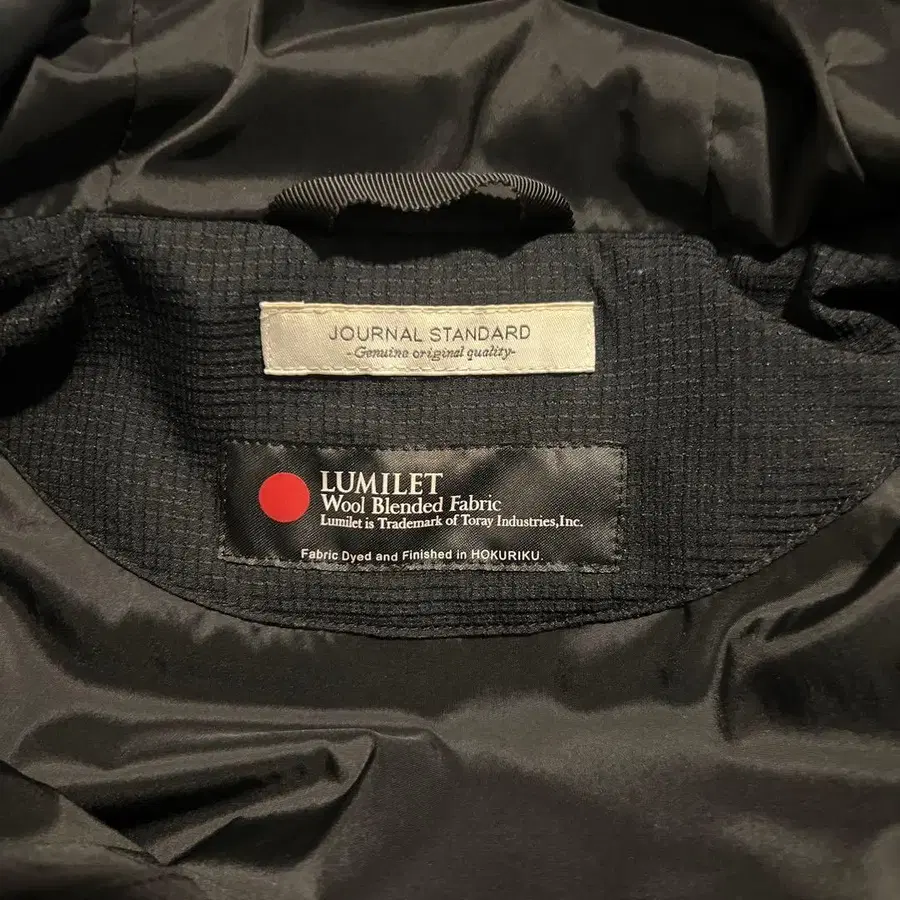 JOURNAL STANDARD
-Genuine original quality-
LUMILET
Wool Blended Fabric
Lumilet is Trademark of Toray Industries,Inc.
Fabric Dyed and Finished in HOKURIKU.